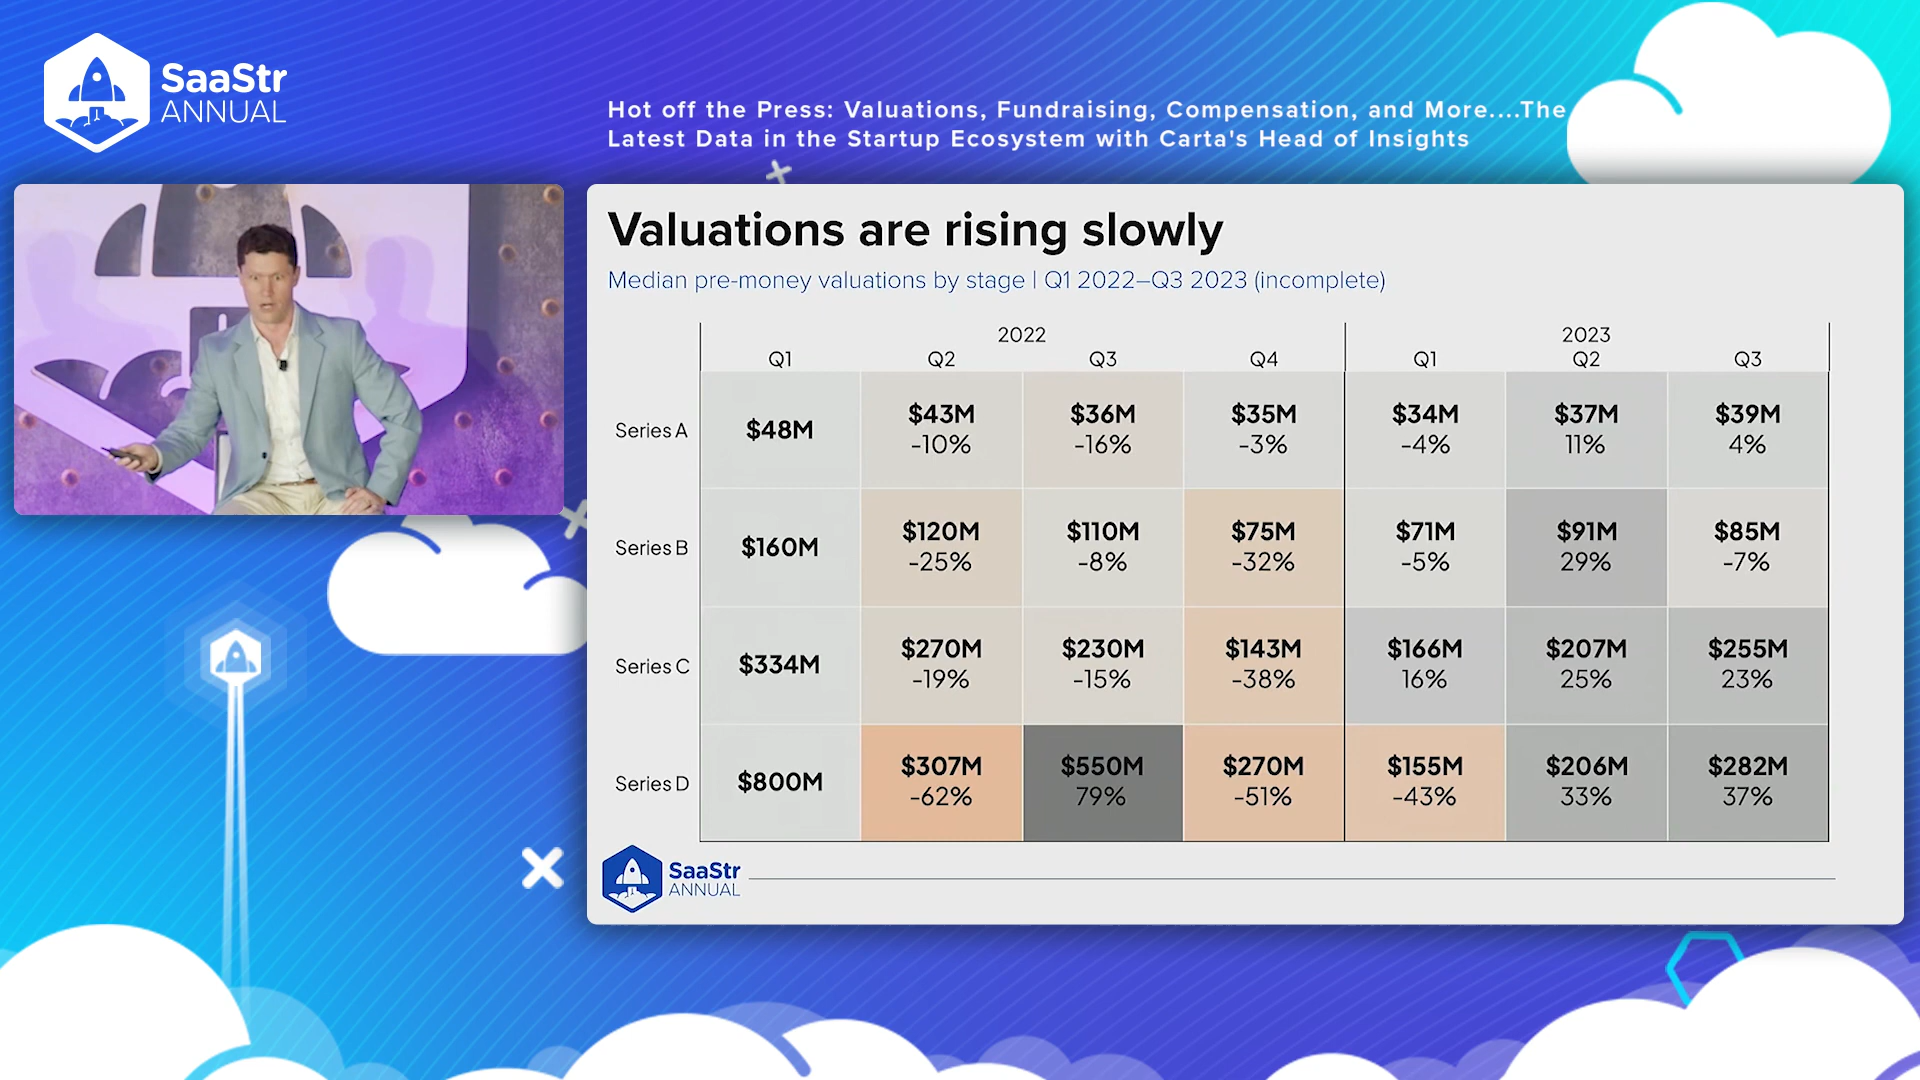 SaaStr
ANNUAL
Hot off the Press: Valuations, Fundraising, Compensation, and More....The
Latest Data in the Startup Ecosystem with Carta's Head of Insights
Valuations are rising slowly
Median pre-money valuations by stage | Q1 2022–Q3 2023 (incomplete)
2022 2023
Q1 Q2 Q3 Q4 Q1 Q2 Q3
Series A $48M $43M $36M $35M $34M $37M $39M
-10% -16% -3% -4% 11% 4%
Series B $160M $120M $110M $75M $71M $91M $85M
-25% -8% -32% -5% 29% -7%
Series C $334M $270M $230M $143M $166M $207M $255M
-19% -15% -38% 16% 25% 23%
Series D $800M $307M $550M $270M $155M $206M $282M
-62% 79% -51% -43% 33% 37%
SaaStr
ANNUAL